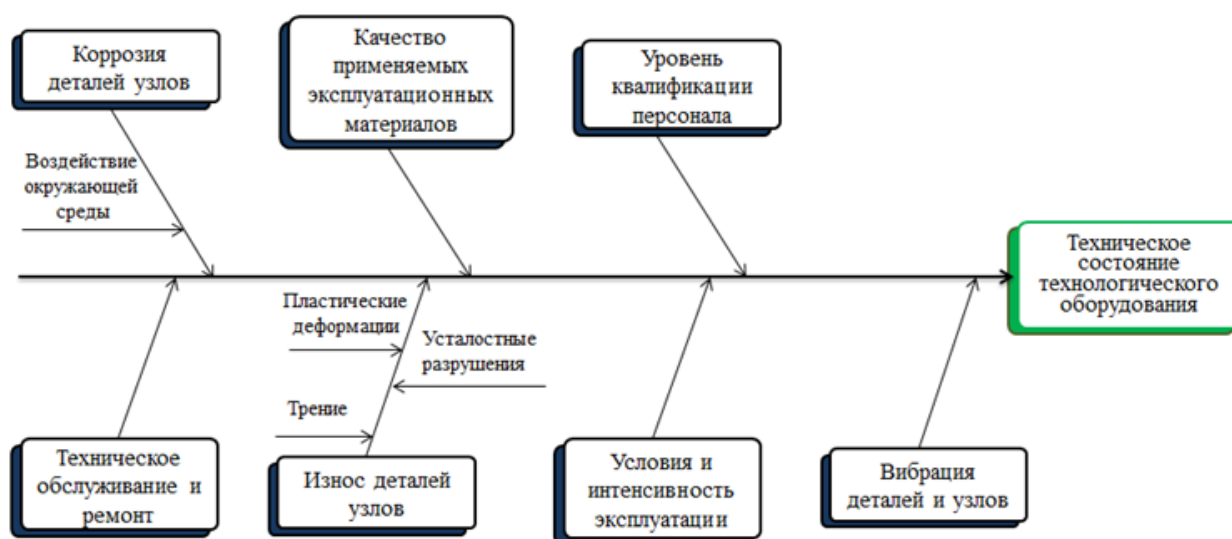 Коррозия
деталей узлов
Качество
применяемых
эксплуатационных
материалов
Уровень
квалификации
персонала
Воздействие
окружающей
среды
Техническое
состояние
технологического
оборудования
Пластические
деформации
Усталостные
разрушения
Трение
Техническое
обслуживание и
ремонт
Износ деталей
узлов
Условия и
интенсивность
эксплуатации
Вибрация
деталей и узлов